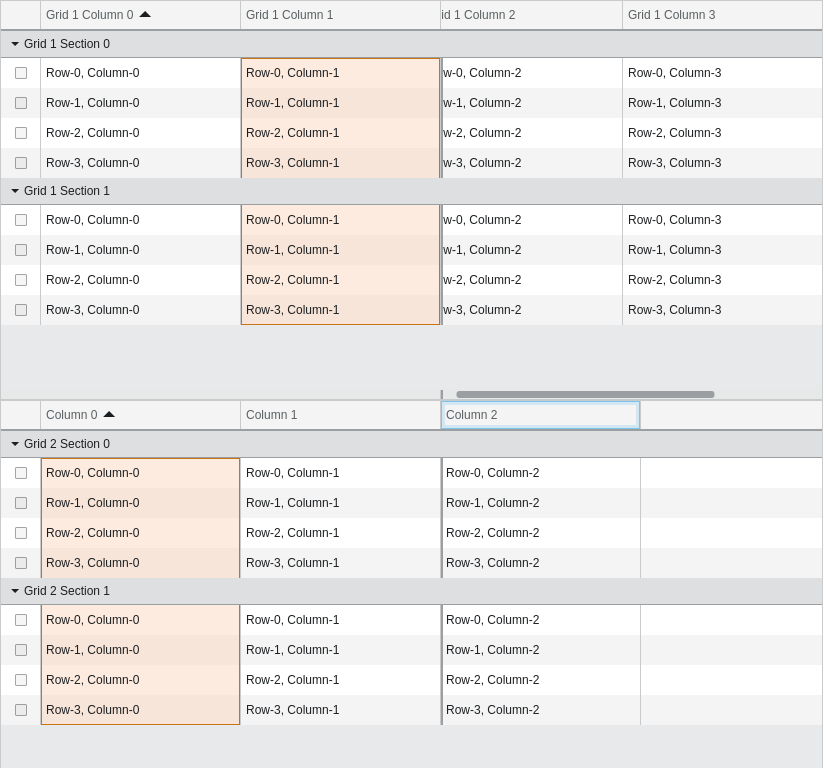 Grid 1 Column 0 Grid 1 Column 1 id 1 Column 2 Grid 1 Column 3
Grid 1 Section 0
Row-0, Column-0 Row-0, Column-1 w-0, Column-2 Row-0, Column-3
Row-1, Column-0 Row-1, Column-1 w-1, Column-2 Row-1, Column-3
Row-2, Column-0 Row-2, Column-1 w-2, Column-2 Row-2, Column-3
Row-3, Column-0 Row-3, Column-1 w-3, Column-2 Row-3, Column-3
Grid 1 Section 1
Row-0, Column-0 Row-0, Column-1 w-0, Column-2 Row-0, Column-3
Row-1, Column-0 Row-1, Column-1 w-1, Column-2 Row-1, Column-3
Row-2, Column-0 Row-2, Column-1 w-2, Column-2 Row-2, Column-3
Row-3, Column-0 Row-3, Column-1 w-3, Column-2 Row-3, Column-3
Column 0 Column 1 Column 2
Grid 2 Section 0
Row-0, Column-0 Row-0, Column-1 Row-0, Column-2
Row-1, Column-0 Row-1, Column-1 Row-1, Column-2
Row-2, Column-0 Row-2, Column-1 Row-2, Column-2
Row-3, Column-0 Row-3, Column-1 Row-3, Column-2
Grid 2 Section 1
Row-0, Column-0 Row-0, Column-1 Row-0, Column-2
Row-1, Column-0 Row-1, Column-1 Row-1, Column-2
Row-2, Column-0 Row-2, Column-1 Row-2, Column-2
Row-3, Column-0 Row-3, Column-1 Row-3, Column-2